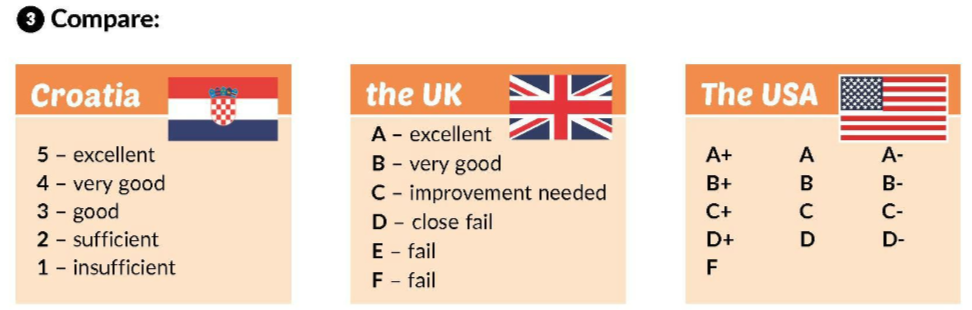 3 Compare:
Croatia
5 – excellent
4 – very good
3 – good
2 – sufficient
1 – insufficient
the UK
A – excellent
B – very good
C – improvement needed
D – close fail
E – fail
F – fail
The USA
A+ A A-
B+ B B-
C+ C C-
D+ D D-
F